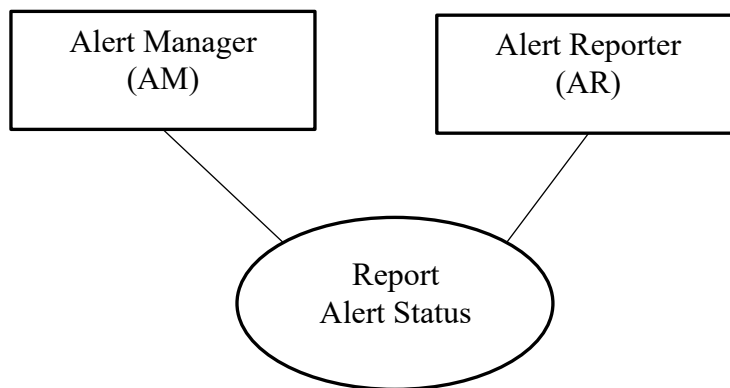 Alert Manager
(AM)
Alert Reporter
(AR)
Report
Alert Status